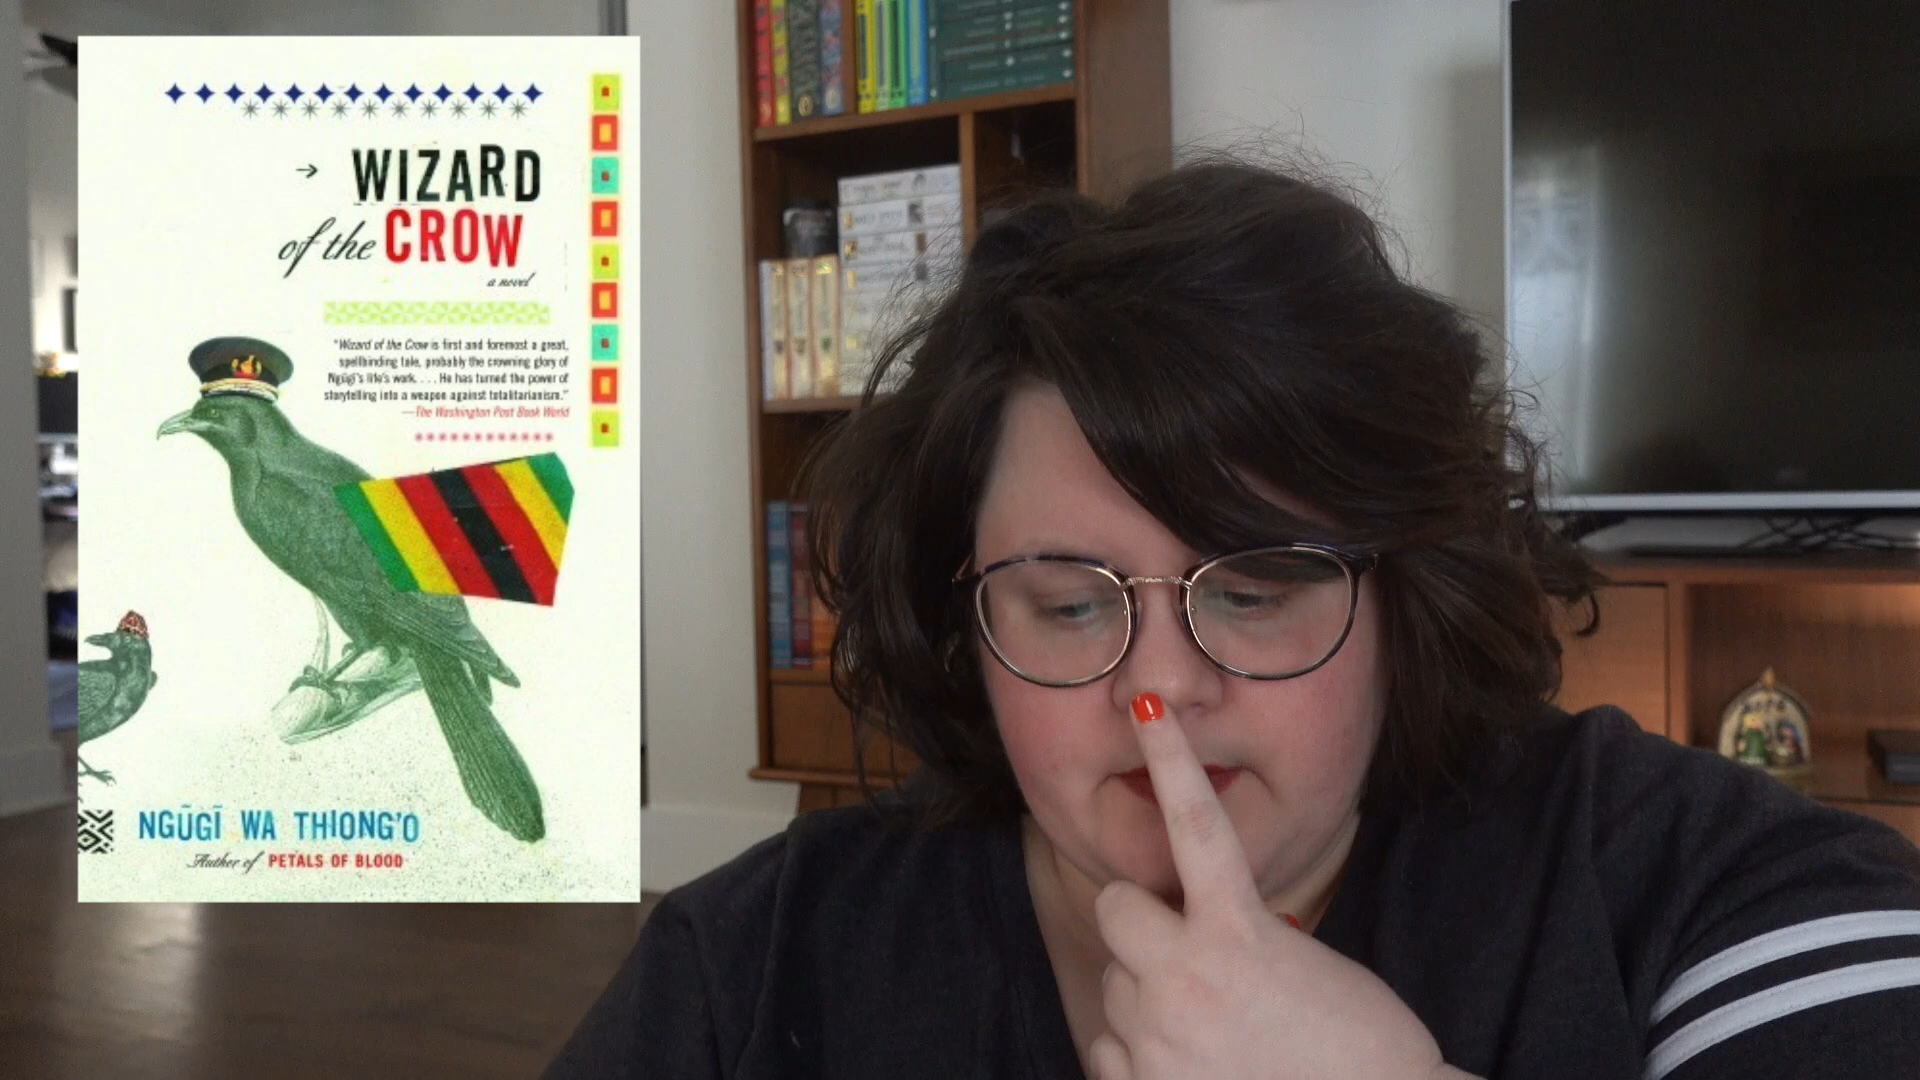 → WIZARD
of the CROW
a novel
"Wizard of the Crow is first and foremost a great,
spellbinding tale, probably the crowning glory of
Ngũgĩ's life's work. . . . He has turned the power of
storytelling into a weapon against totalitarianism."
—The Washington Post Book World
NGŨGĨ WA THIONG'O
Author of PETALS OF BLOOD